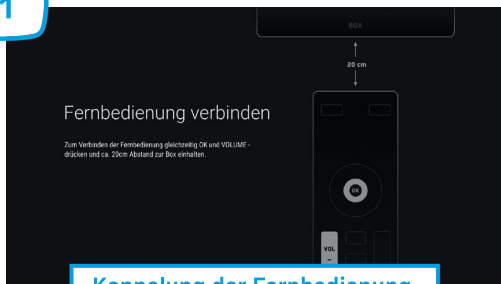 1
BOX
20 cm
Fernbedienung verbinden
Zum Verbinden der Fernbedienung gleichzeitig OK und VOLUME -
drücken und ca. 20cm Abstand zur Box einhalten.
OK
VOL
-
Koppelung der Fernbedienung